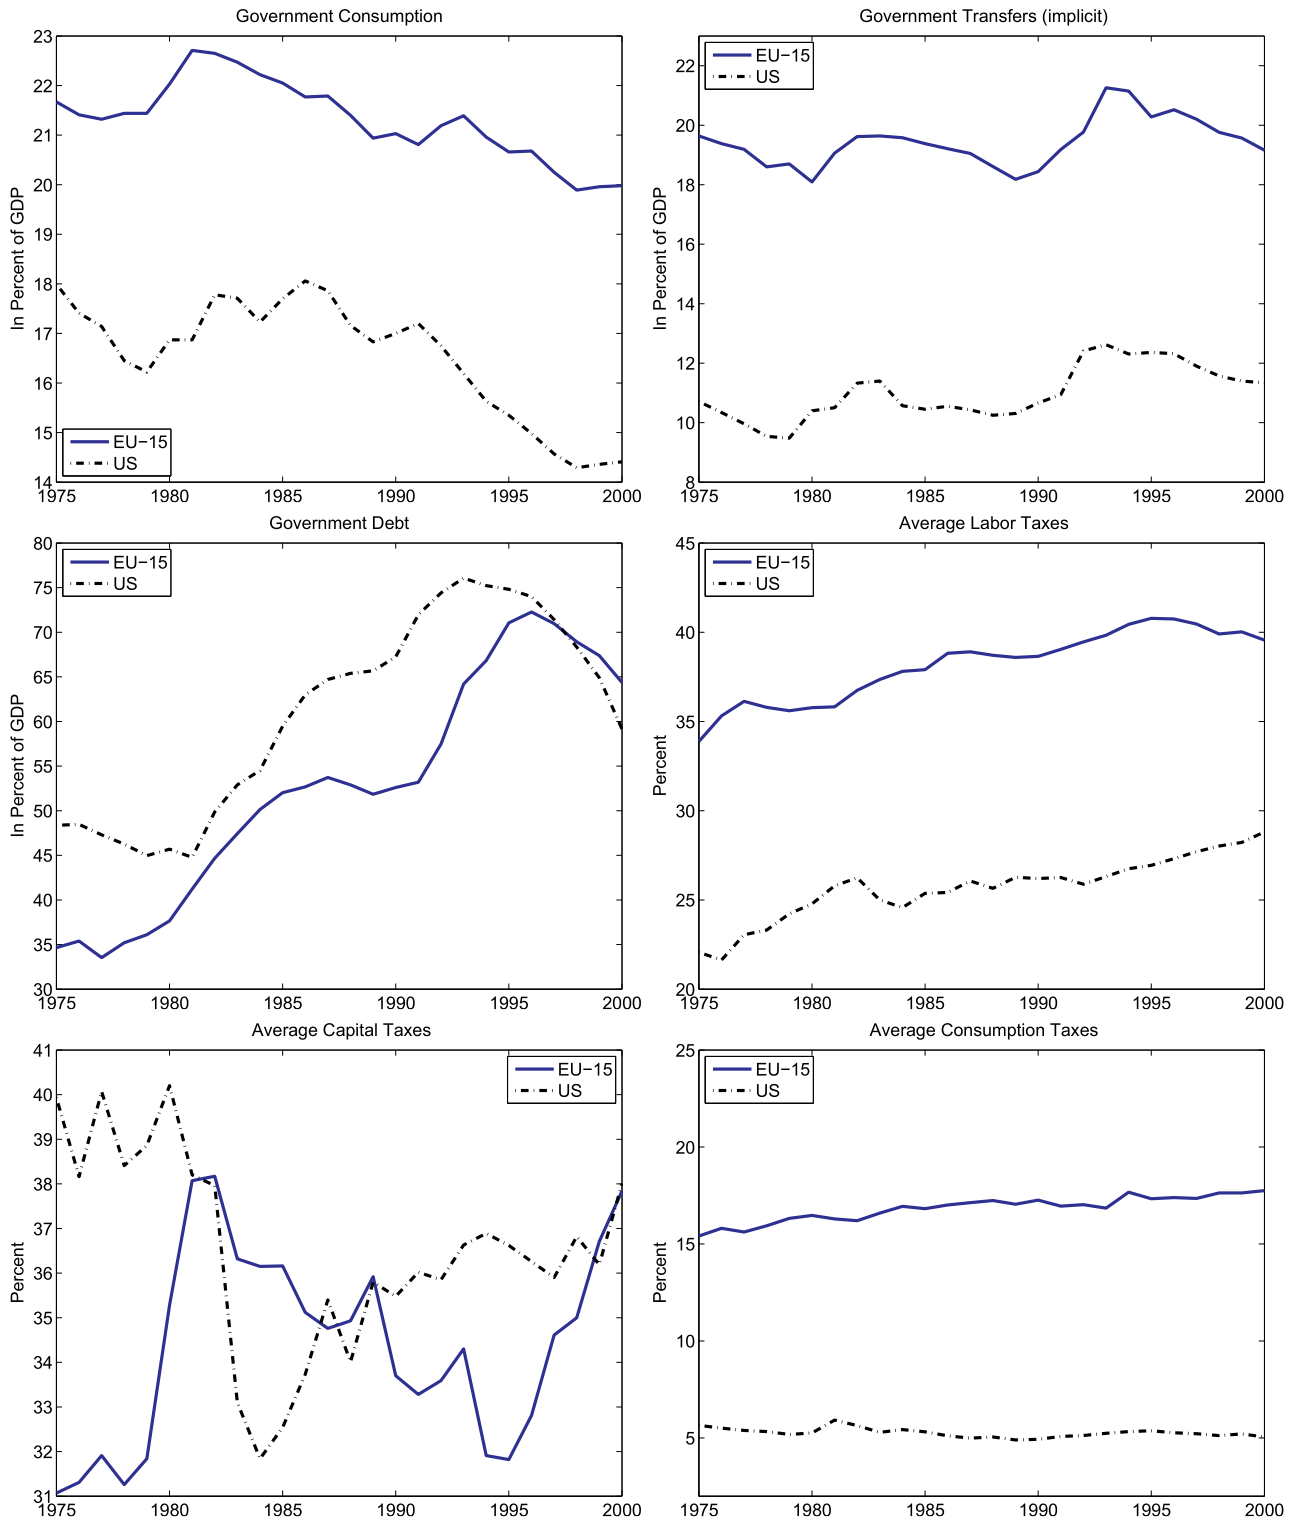 Government Consumption
In Percent of GDP
23
22
21
20
19
18
17
16
15
14
EU−15
US
1975 1980 1985 1990 1995 2000
Government Transfers (implicit)
In Percent of GDP
22
20
18
16
14
12
10
8
EU−15
US
1975 1980 1985 1990 1995 2000
Government Debt
In Percent of GDP
80
75
70
65
60
55
50
45
40
35
30
EU−15
US
1975 1980 1985 1990 1995 2000
Average Labor Taxes
Percent
45
40
35
30
25
20
EU−15
US
1975 1980 1985 1990 1995 2000
Average Capital Taxes
Percent
41
40
39
38
37
36
35
34
33
32
31
EU−15
US
1975 1980 1985 1990 1995 2000
Average Consumption Taxes
Percent
25
20
15
10
5
EU−15
US
1975 1980 1985 1990 1995 2000